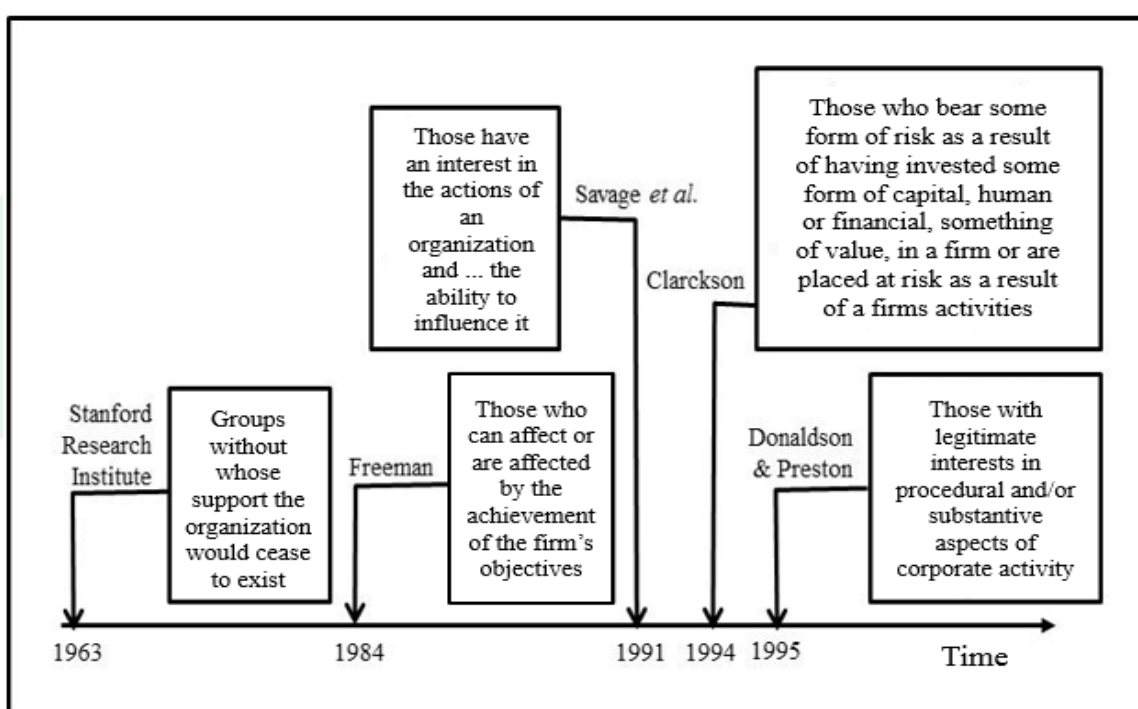 Stanford
Research
Institute
Groups
without
whose
support the
organization
would cease
to exist
Freeman
Those who
can affect or
are affected
by the
achievement
of the firm’s
objectives
Those have
an interest in
the actions of
an
organization
and ... the
ability to
influence it
Savage et al.
Clarckson
Those who bear some
form of risk as a result
of having invested some
form of capital, human
or financial, something
of value, in a firm or are
placed at risk as a result
of a firms activities
Donaldson
& Preston
Those with
legitimate
interests in
procedural and/or
substantive
aspects of
corporate activity
1963
1984
1991
1994
1995
Time